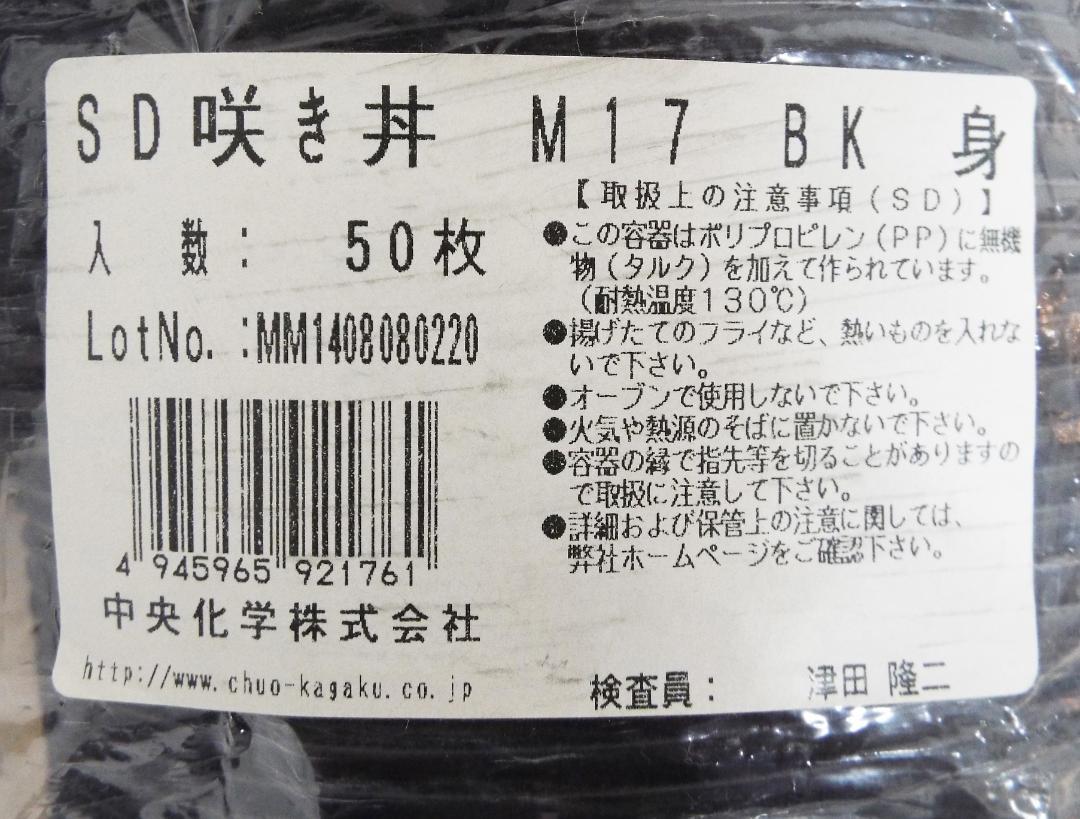 SD咲き丼 M17 BK 身
入 数: 50枚
LotNo. :MM1408080220
4 945965 921761
中央化学株式会社
http://www.chuo-kagaku.co.jp
【取扱上の注意事項(SD)】
●この容器はポリプロピレン(PP)に無機
物(タルク)を加えて作られています。
(耐熱温度130℃)
●揚げたてのフライなど、熱いものを入れな
いで下さい。
●オーブンで使用しないで下さい。
●火気や熱源のそばに置かないで下さい。
●容器の縁で指先等を切ることがありますの
で取扱に注意して下さい。
●詳細および保管上の注意に関しては、
弊社ホームページをご確認下さい。
検査員: 津田 隆二